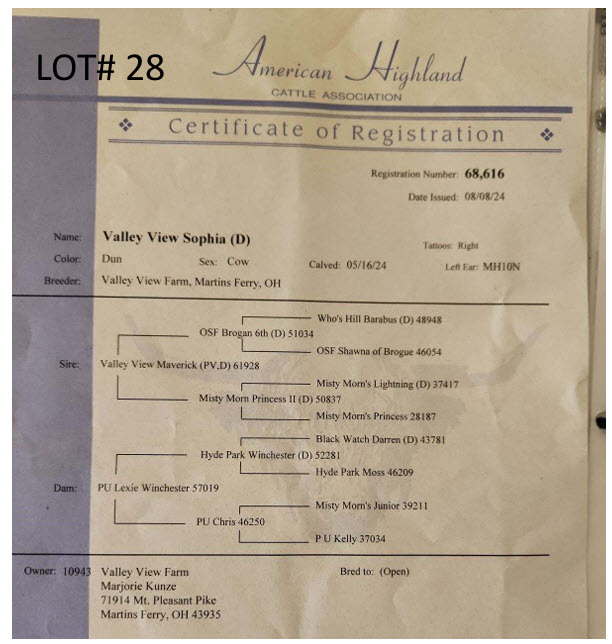 LOT# 28
American Highland
CATTLE ASSOCIATION
Certificate of Registration
Registration Number: 68,616
Date Issued: 08/08/24
Name: Valley View Sophia (D)
Tattoos: Right
Color: Dun Sex: Cow Calved: 05/16/24 Left Ear: MH10N
Breeder: Valley View Farm, Martins Ferry, OH
Who's Hill Barabus (D) 48948
OSF Brogan 6th (D) 51034
OSF Shawna of Brogue 46054
Sire: Valley View Maverick (PV,D) 61928
Misty Morn's Lightning (D) 37417
Misty Morn Princess II (D) 50837
Misty Morn's Princess 28187
Black Watch Darren (D) 43781
Hyde Park Winchester (D) 52281
Hyde Park Moss 46209
Dam: PU Lexie Winchester 57019
Misty Morn's Junior 39211
PU Chris 46250
P U Kelly 37034
Owner: 10943 Valley View Farm Bred to: (Open)
Marjorie Kunze
71914 Mt. Pleasant Pike
Martins Ferry, OH 43935